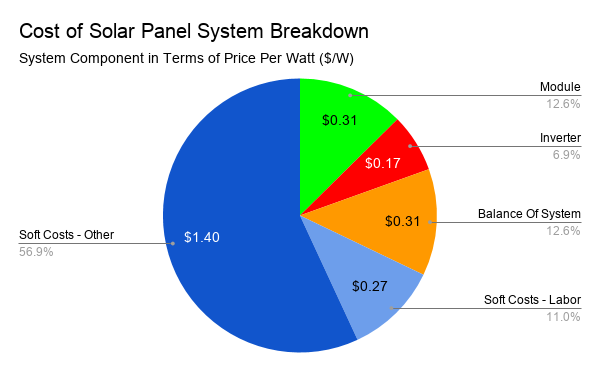 Cost of Solar Panel System Breakdown
System Component in Terms of Price Per Watt ($/W)
Module
12.6%
$0.31
Inverter
6.9%
$0.17
Balance Of System
12.6%
$0.31
Soft Costs - Labor
11.0%
$0.27
Soft Costs - Other
56.9%
$1.40